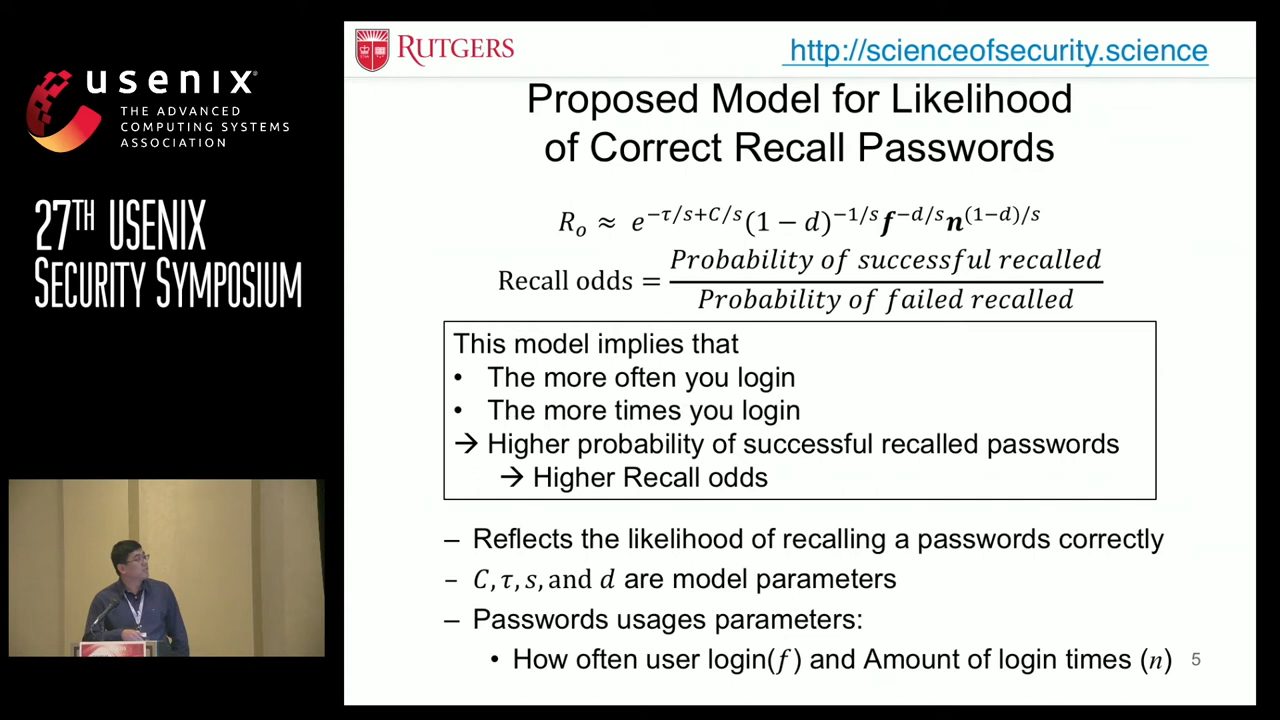 USENIX
THE ADVANCED
COMPUTING SYSTEMS
ASSOCIATION
27TH USENIX
SECURITY SYMPOSIUM
RUTGERS
http://scienceofsecurity.science
Proposed Model for Likelihood
of Correct Recall Passwords
R_o ≈ e^{−τ/s+C/s}(1 − d)^{−1/s} f^{−d/s} n^{(1−d)/s}
Recall odds = Probability of successful recalled / Probability of failed recalled
This model implies that
• The more often you login
• The more times you login
→ Higher probability of successful recalled passwords
→ Higher Recall odds
– Reflects the likelihood of recalling a passwords correctly
– C, τ, s, and d are model parameters
– Passwords usages parameters:
• How often user login(f) and Amount of login times (n)
5